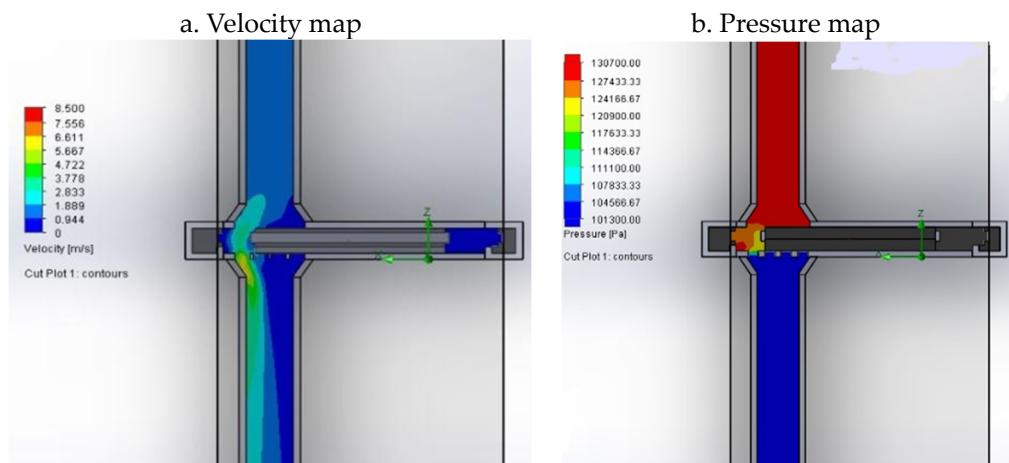 a. Velocity map
b. Pressure map
8.500
7.556
6.611
5.667
4.722
3.778
2.833
1.889
0.944
0
Velocity [m/s]
Cut Plot 1: contours
Z
130700.00
127433.33
124166.67
120900.00
117633.33
114366.67
111100.00
107833.33
104566.67
101300.00
Pressure [Pa]
Cut Plot 1: contours
Z